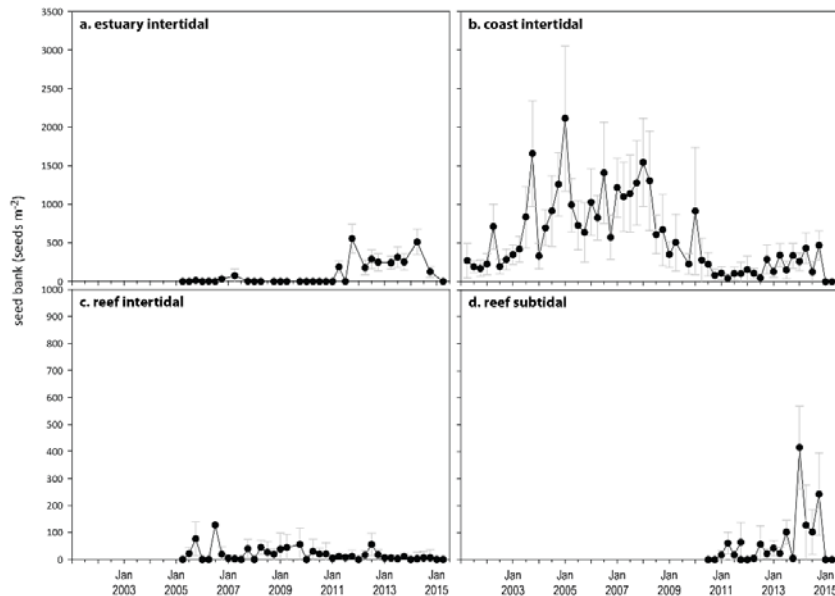 a. estuary intertidal
b. coast intertidal
3500
3000
2500
2000
1500
1000
500
0
seed bank (seeds m-2)
c. reef intertidal
d. reef subtidal
1000
900
800
700
600
500
400
300
200
100
0
Jan Jan Jan Jan Jan Jan Jan
2003 2005 2007 2009 2011 2013 2015
Jan Jan Jan Jan Jan Jan Jan
2003 2005 2007 2009 2011 2013 2015